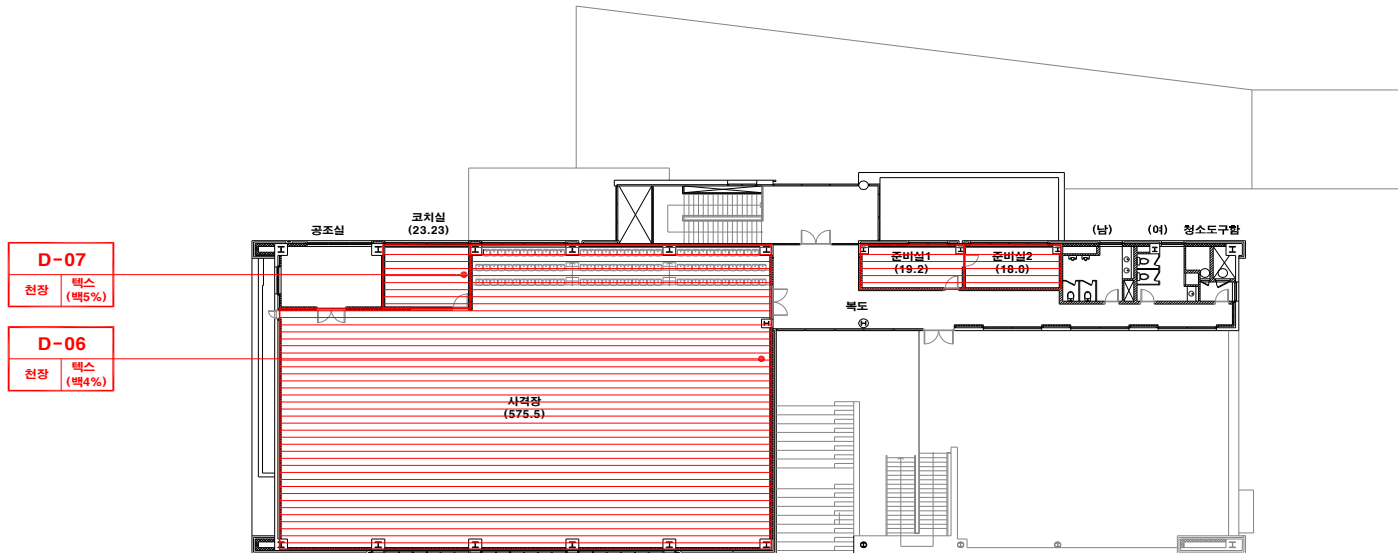 공조실
코치실
(23.23)
(남)
(여)
청소도구함
D-07
천장
텍스
(백5%)
준비실1
(19.2)
준비실2
(18.0)
복도
D-06
천장
텍스
(백4%)
사격장
(575.5)